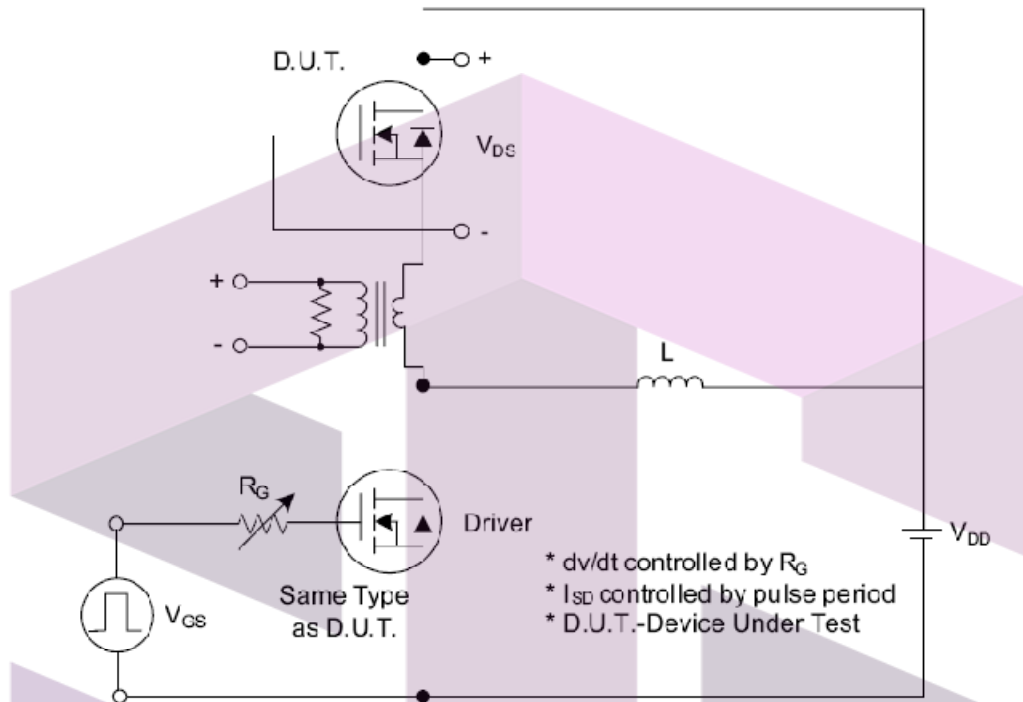 D.U.T.
+
V_DS
-
+
-
L
R_G
Driver
V_DD
V_GS
Same Type
as D.U.T.
* dv/dt controlled by R_G
* I_SD controlled by pulse period
* D.U.T.-Device Under Test